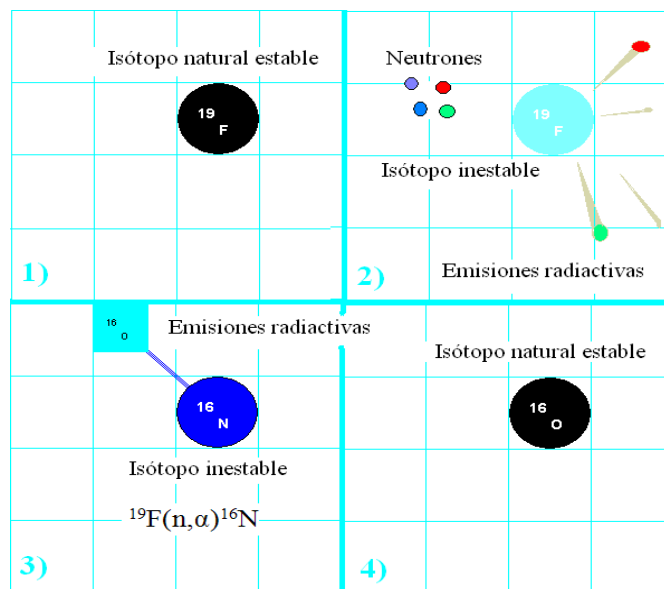 Isótopo natural estable
19
F
1)
Neutrones
19
F
Isótopo inestable
Emisiones radiactivas
2)
16
O
Emisiones radiactivas
16
N
Isótopo inestable
¹⁹F(n,α)¹⁶N
3)
Isótopo natural estable
16
O
4)